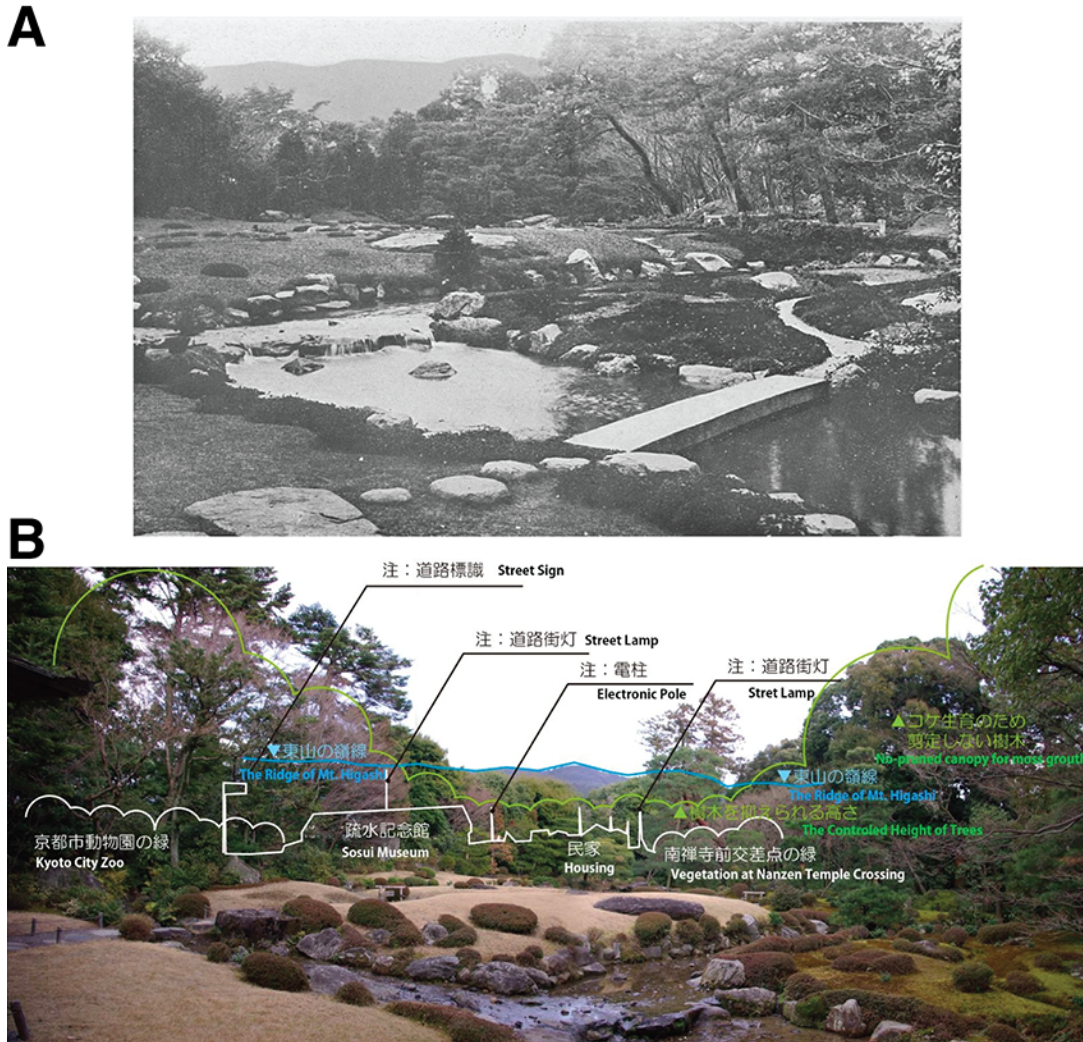 A
B
注：道路標識 Street Sign
注：道路街灯 Street Lamp
注：電柱
Electronic Pole
注：道路街灯
Stret Lamp
▲コケ生育のため
剪定しない樹木
No-pruned canopy for moss groupth
▼東山の嶺線
The Ridge of Mt. Higashi
▼東山の嶺線
The Ridge of Mt. Higashi
▲樹木を抑えられる高さ
The Controled Height of Trees
京都市動物園の緑
Kyoto City Zoo
疏水記念館
Sosui Museum
民家
Housing
南禅寺前交差点の緑
Vegetation at Nanzen Temple Crossing